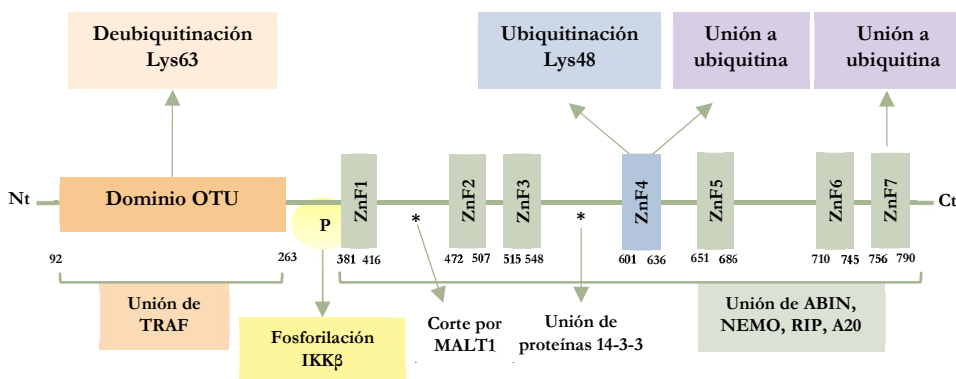 Deubiquitinación
Lys63
Ubiquitinación
Lys48
Unión a
ubiquitina
Unión a
ubiquitina
Nt
Dominio OTU
P
ZnF1
*
ZnF2
ZnF3
*
ZnF4
ZnF5
ZnF6
ZnF7
Ct
92
263
381
416
472
507
515
548
601
636
651
686
710
745
756
790
Unión de
TRAF
Fosforilación
IKKβ
Corte por
MALT1
Unión de
proteínas 14-3-3
Unión de ABIN,
NEMO, RIP, A20